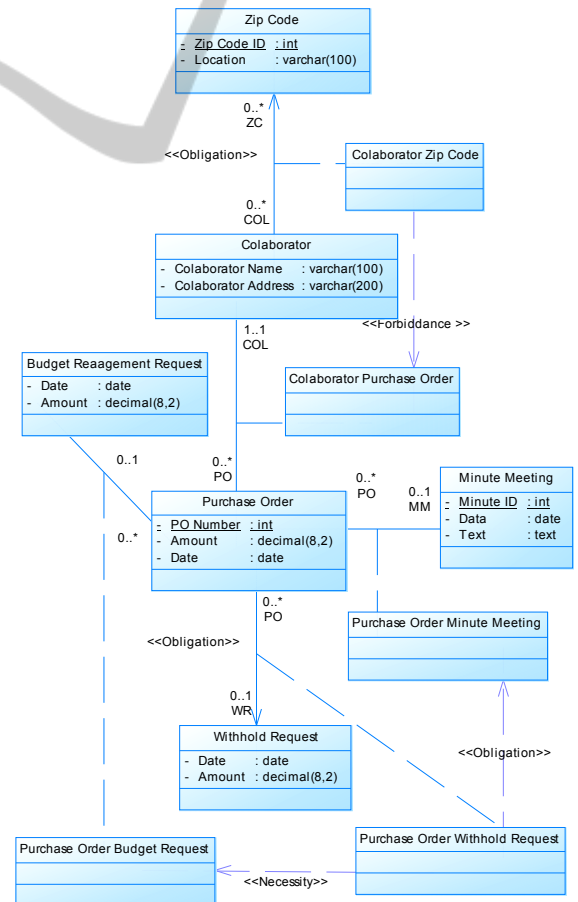 Zip Code
- Zip Code ID : int
- Location : varchar(100)
0..*
ZC
<<Obligation>>
Colaborator Zip Code
0..*
COL
Colaborator
- Colaborator Name : varchar(100)
- Colaborator Address : varchar(200)
<<Forbiddance >>
1..1
COL
Budget Reaagement Request
- Date : date
- Amount : decimal(8,2)
Colaborator Purchase Order
0..1
0..*
PO
0..*
PO
0..1
MM
Minute Meeting
- Minute ID : int
- Data : date
- Text : text
Purchase Order
- PO Number : int
- Amount : decimal(8,2)
- Date : date
0..*
0..*
PO
Purchase Order Minute Meeting
<<Obligation>>
0..1
WR
Withhold Request
- Date : date
- Amount : decimal(8,2)
<<Obligation>>
Purchase Order Budget Request
Purchase Order Withhold Request
<<Necessity>>